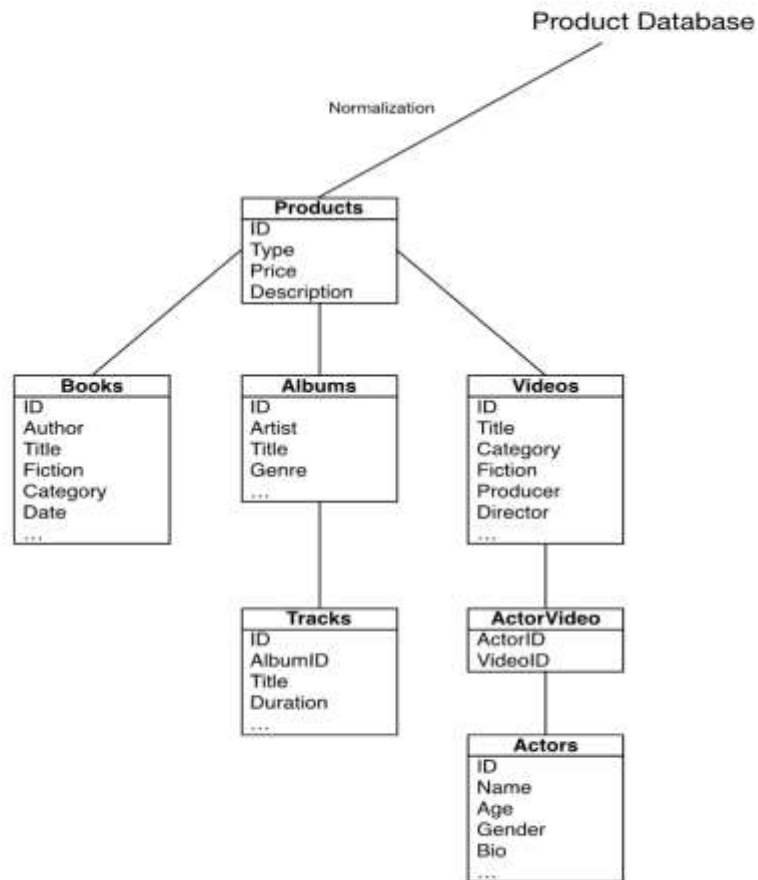 Product Database
Normalization
Products
ID
Type
Price
Description
Books
ID
Author
Title
Fiction
Category
Date
...
Albums
ID
Artist
Title
Genre
...
Videos
ID
Title
Category
Fiction
Producer
Director
...
Tracks
ID
AlbumID
Title
Duration
...
ActorVideo
ActorID
VideoID
Actors
ID
Name
Age
Gender
Bio
...